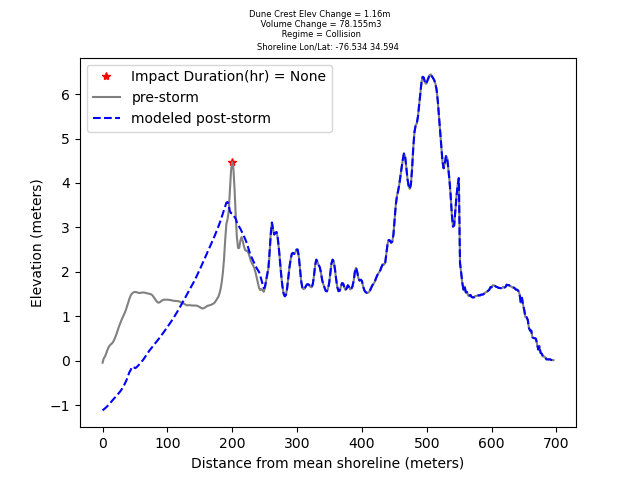 Dune Crest Elev Change = 1.16m
Volume Change = 78.155m3
Regime = Collision
Shoreline Lon/Lat: -76.534 34.594
Impact Duration(hr) = None
pre-storm
modeled post-storm
6
5
4
3
2
1
0
−1
Elevation (meters)
0 100 200 300 400 500 600 700
Distance from mean shoreline (meters)